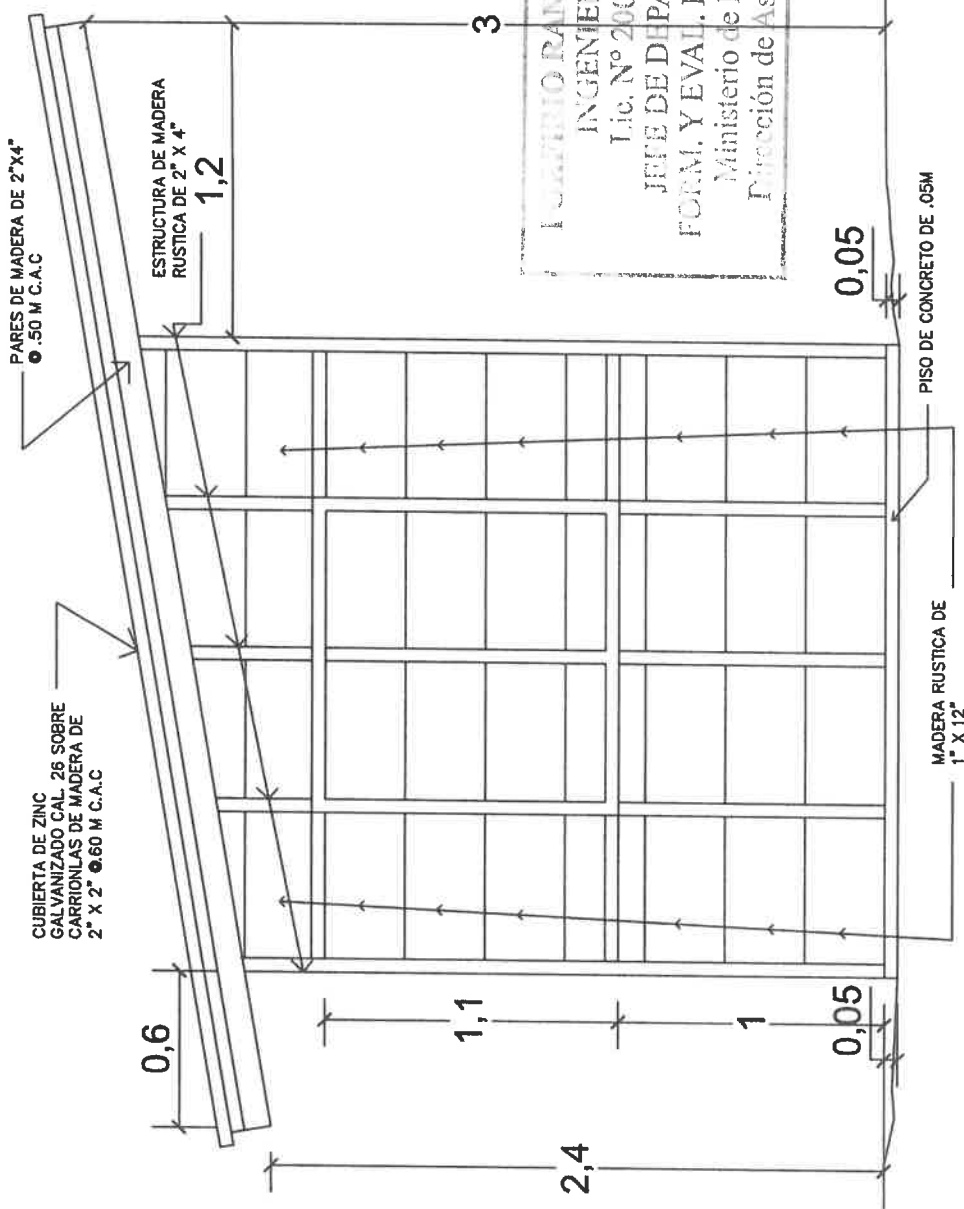 PARES DE MADERA DE 2"X4"
@ .50 M C.A.C
ESTRUCTURA DE MADERA
RUSTICA DE 2" X 4"
1,2
3
CUBIERTA DE ZINC
GALVANIZADO CAL. 26 SOBRE
CARRIONLAS DE MADERA DE
2" X 2" @.60 M C.A.C
0,6
1,1
1
0,05
2,4
0,05
PISO DE CONCRETO DE .05M
MADERA RUSTICA DE
1" X 12"
INGENIER
Lic. N° 200
JEFE DE DEPA
FORM. Y EVAL.
Ministerio de
Dirección de As